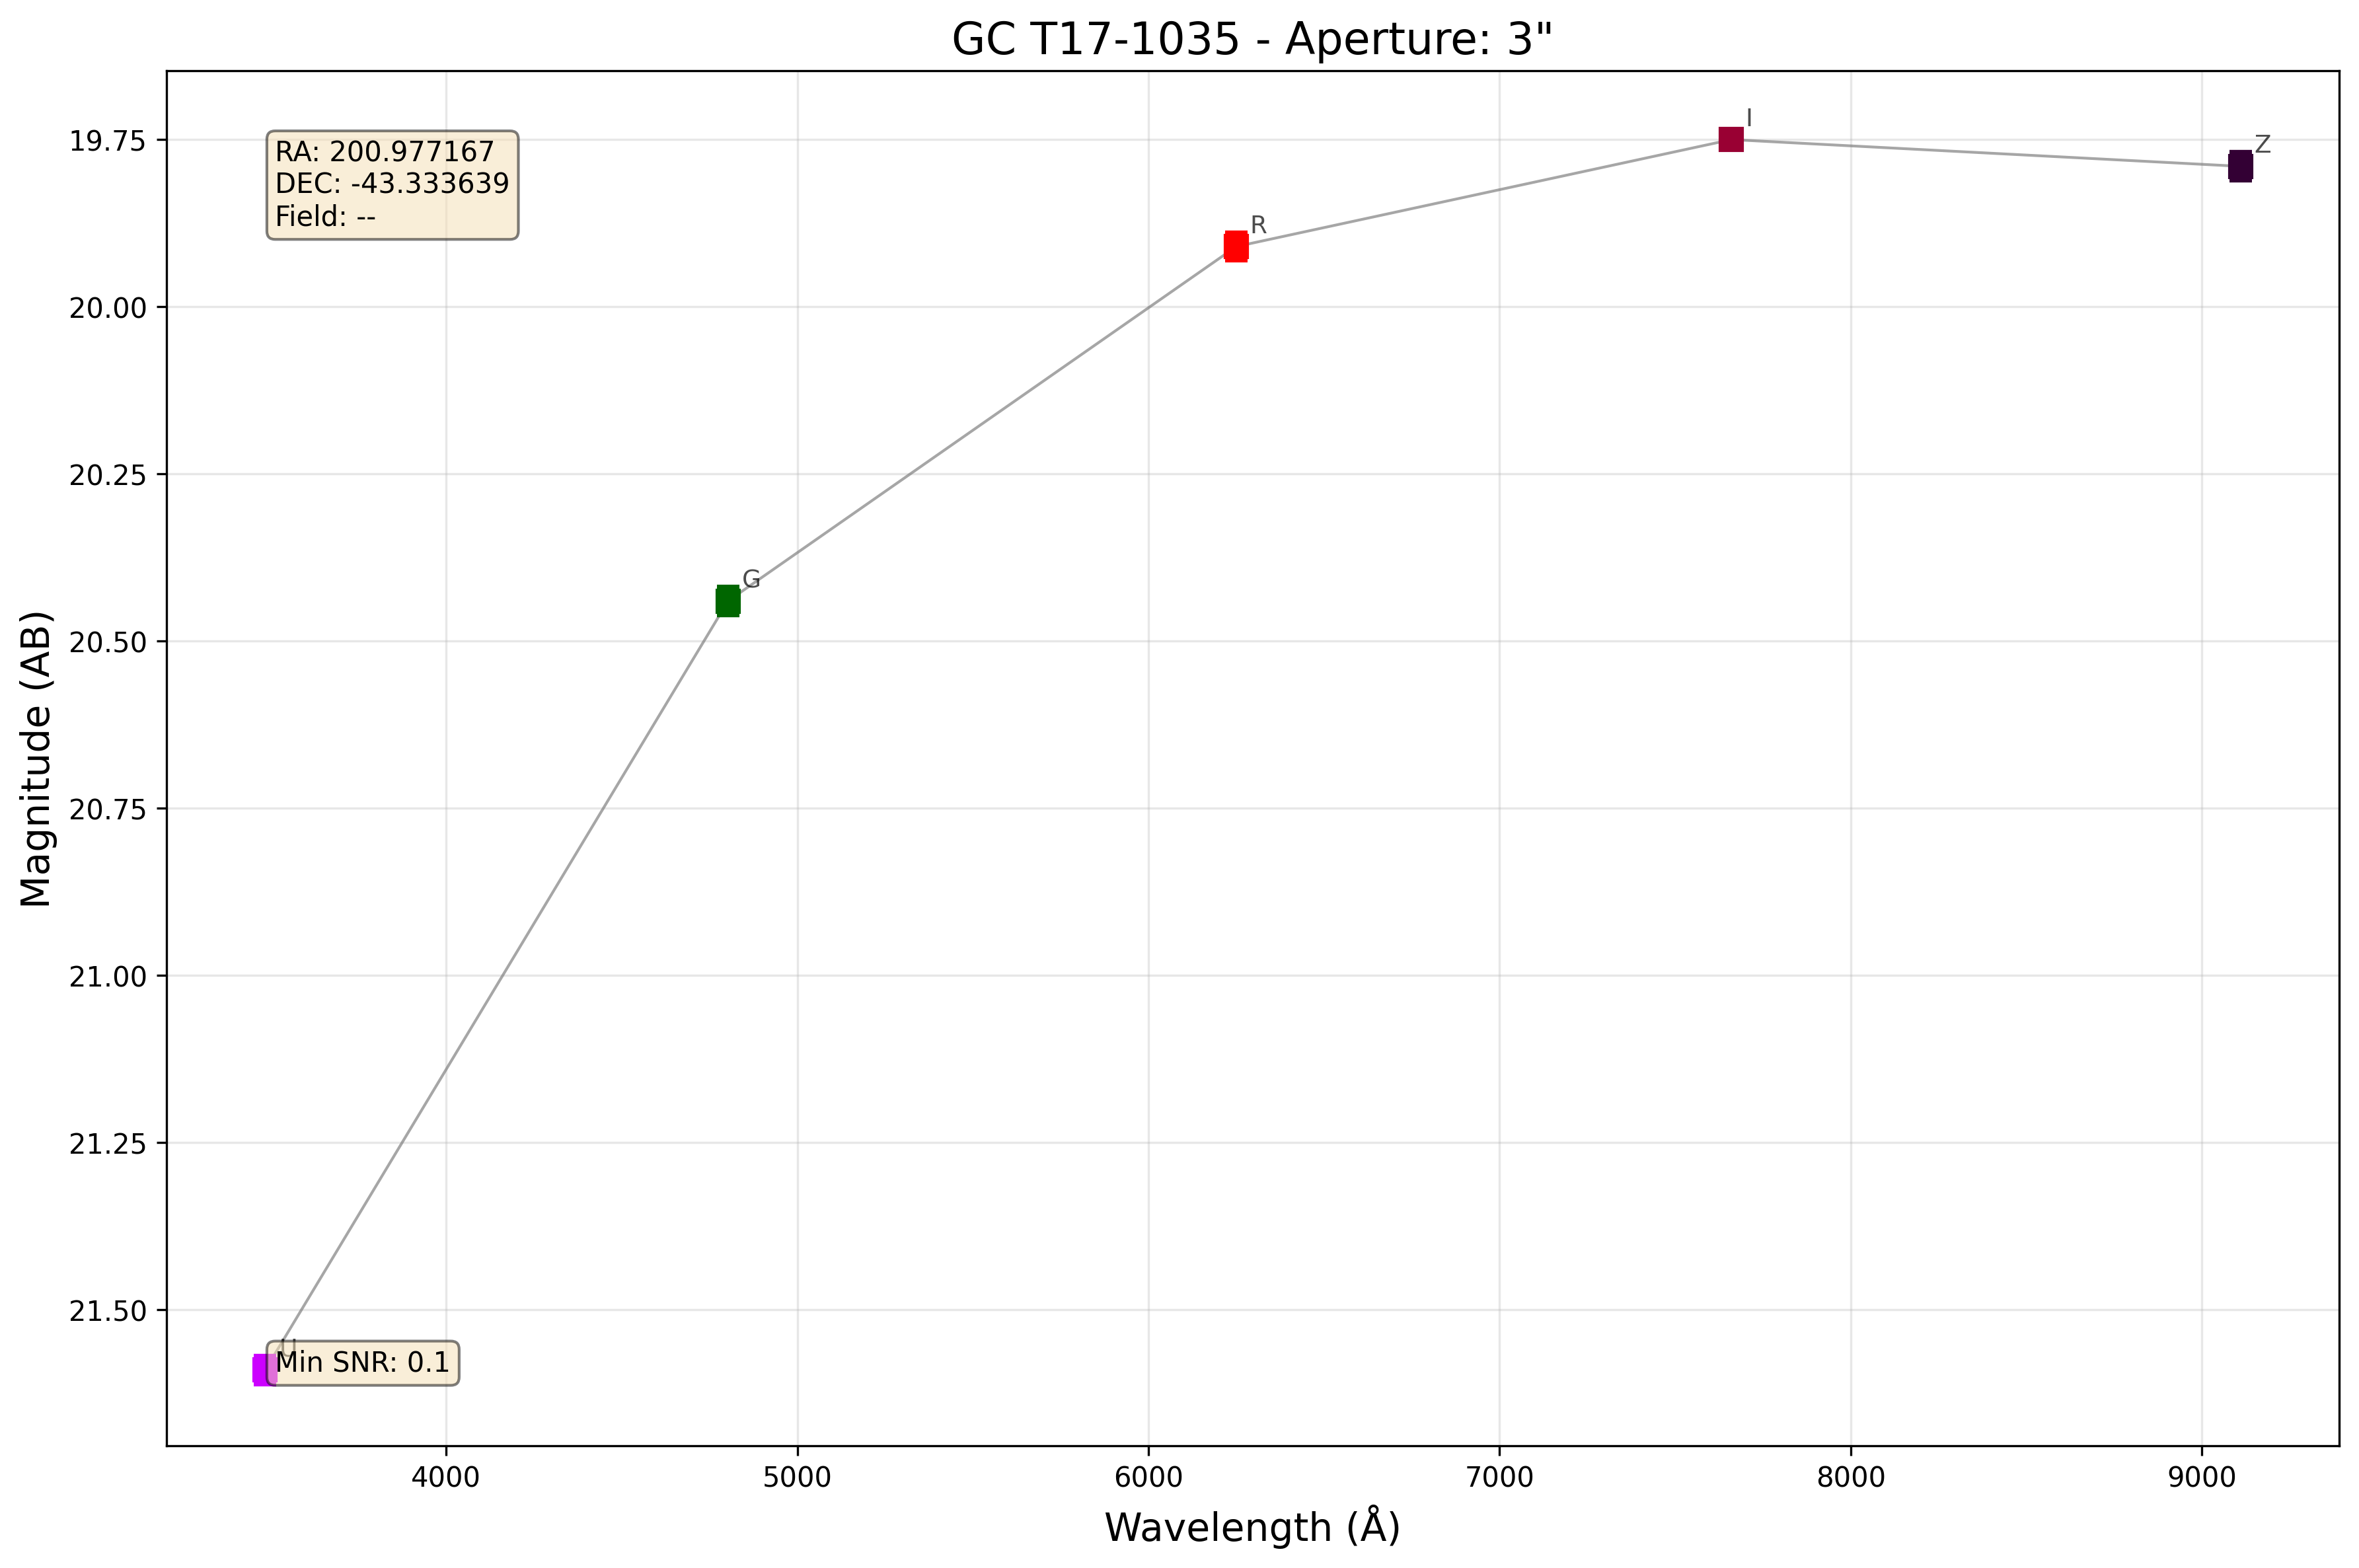 GC T17-1035 - Aperture: 3"
RA: 200.977167
DEC: -43.333639
Field: --
I
Z
R
G
U
Min SNR: 0.1
19.75
20.00
20.25
20.50
20.75
21.00
21.25
21.50
Magnitude (AB)
4000
5000
6000
7000
8000
9000
Wavelength (Å)